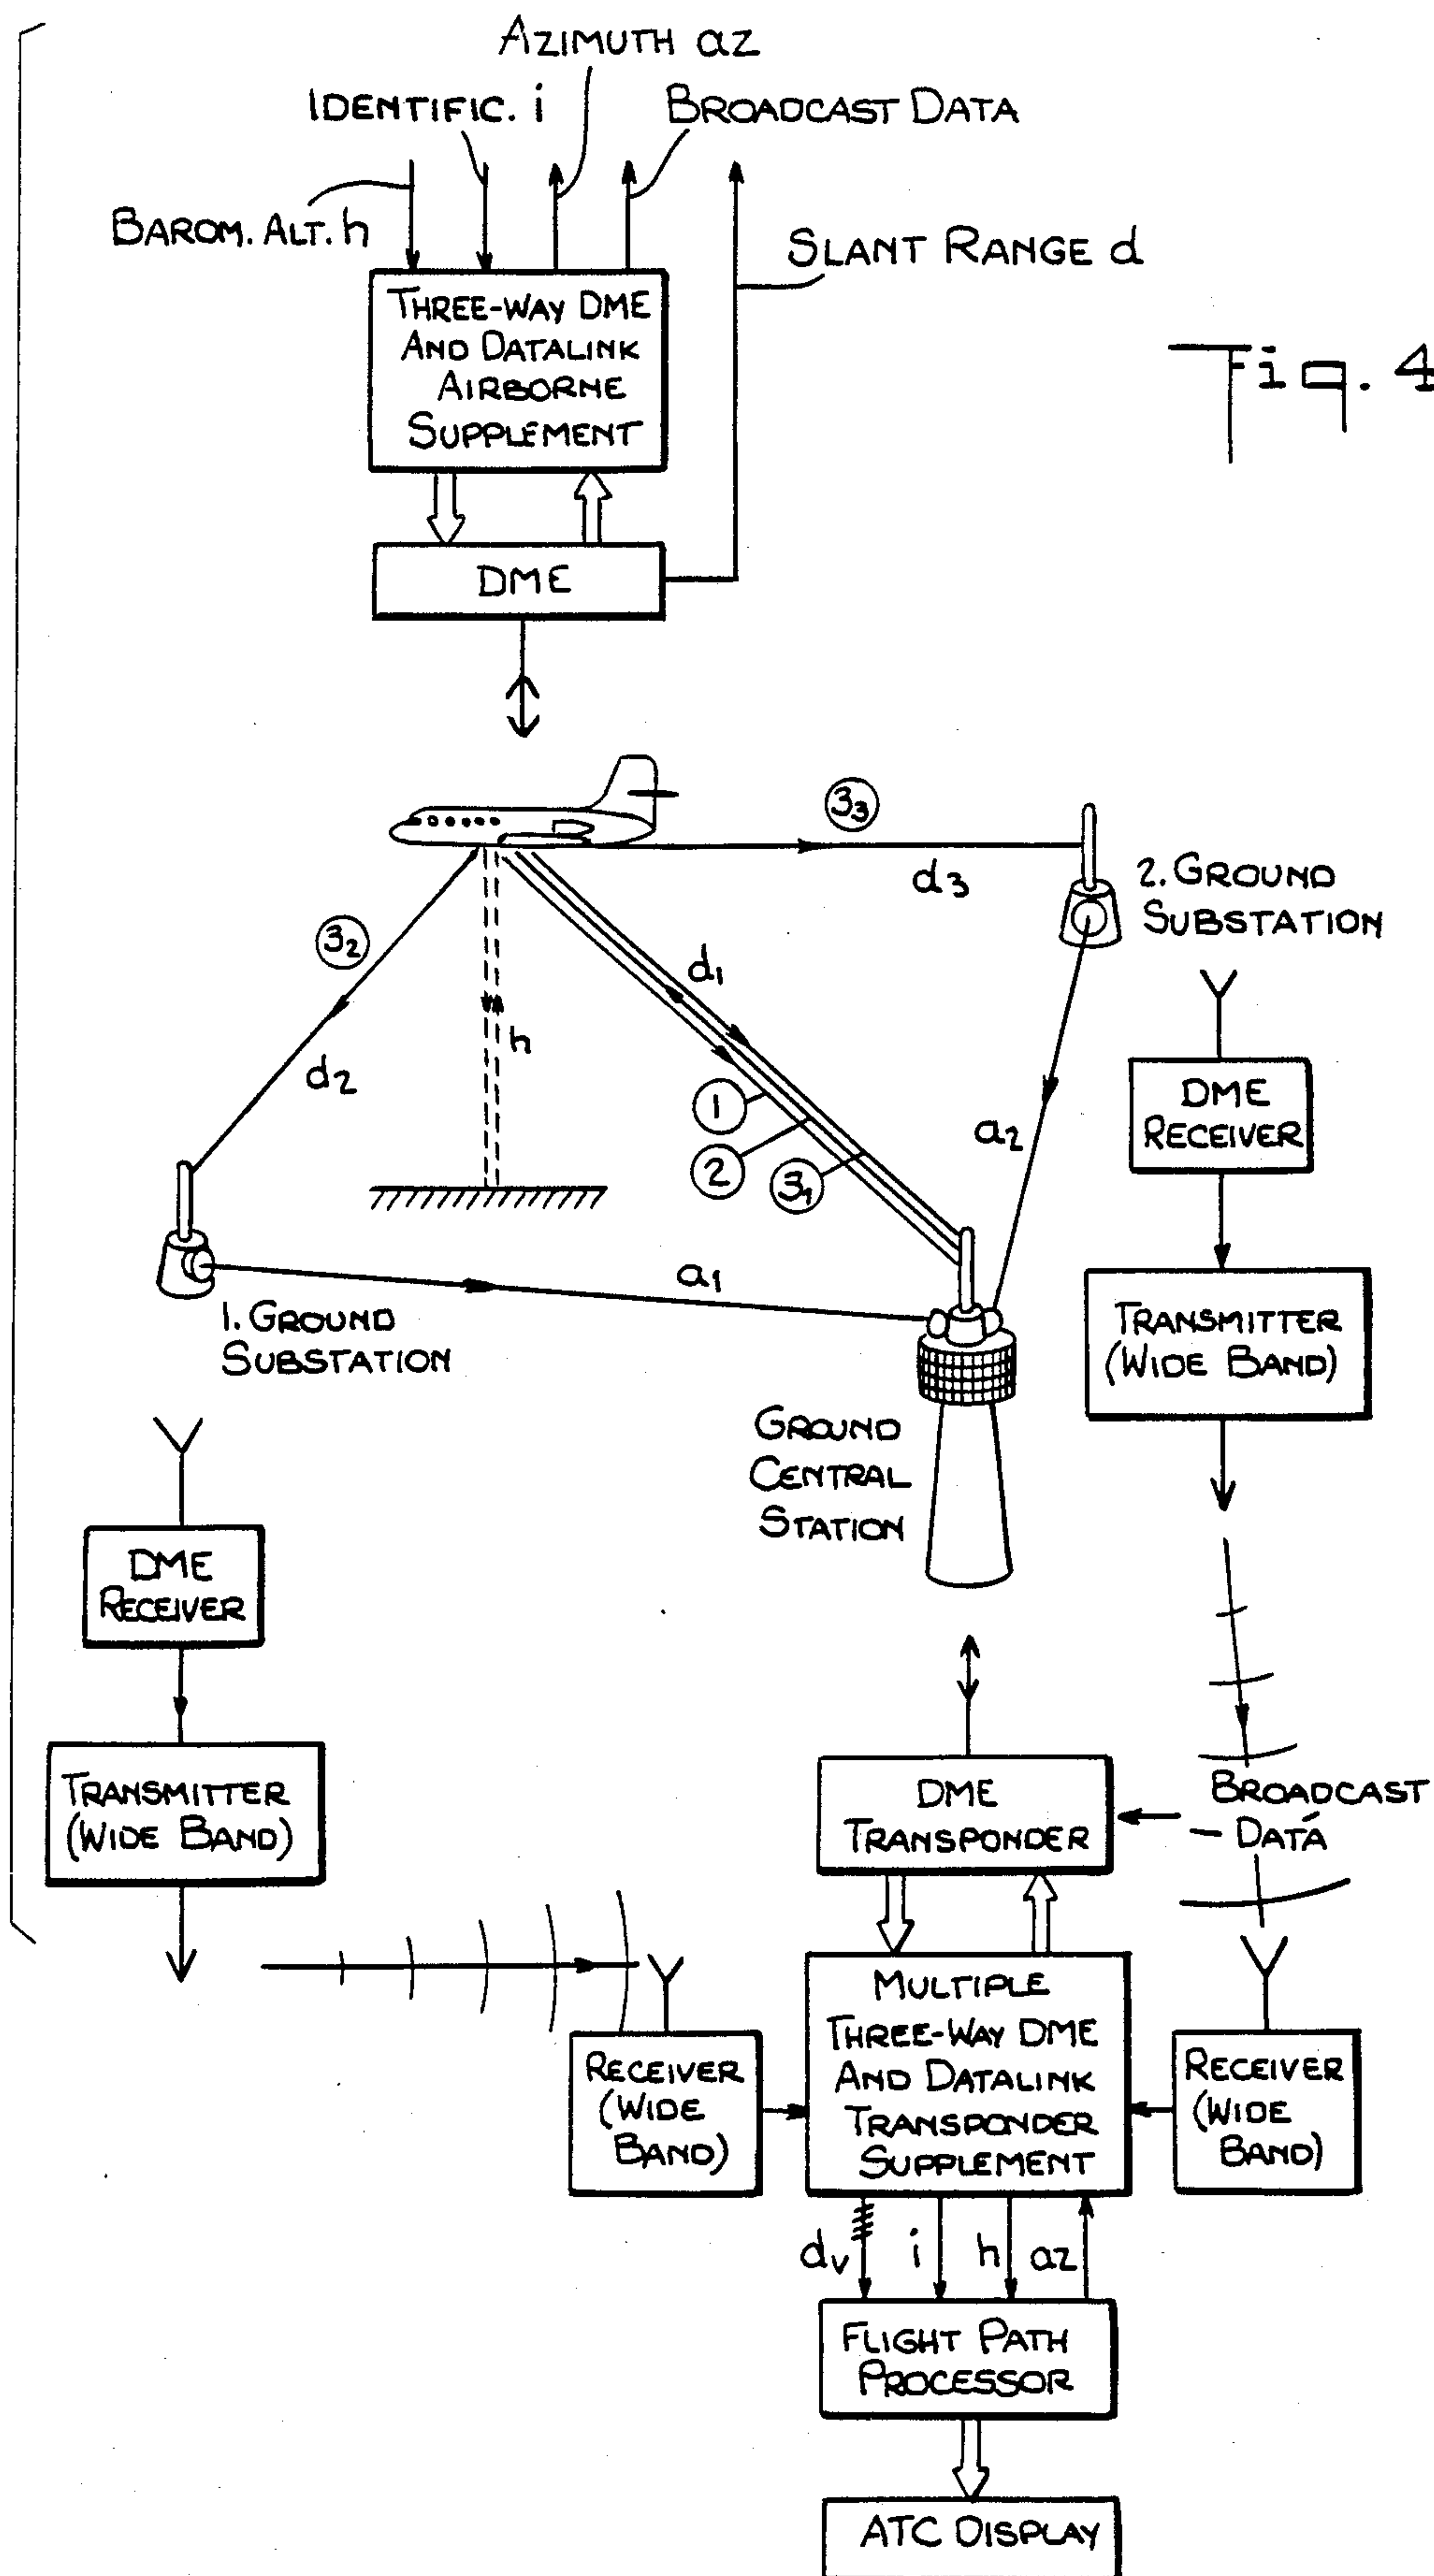 AZIMUTH az
IDENTIFIC. i
BROADCAST DATA
BAROM. ALT. h
SLANT RANGE d
THREE-WAY DME
AND DATALINK
AIRBORNE
SUPPLEMENT
Fig. 4
DME
3₃
d₃
2. GROUND
SUBSTATION
3₂
d₁
h
d₂
1
2
3₁
a₂
DME
RECEIVER
a₁
1. GROUND
SUBSTATION
TRANSMITTER
(WIDE BAND)
GROUND
CENTRAL
STATION
DME
RECEIVER
TRANSMITTER
(WIDE BAND)
DME
TRANSPONDER
BROADCAST
DATA
MULTIPLE
THREE-WAY DME
AND DATALINK
TRANSPONDER
SUPPLEMENT
RECEIVER
(WIDE
BAND)
RECEIVER
(WIDE
BAND)
dv
i
h
az
FLIGHT PATH
PROCESSOR
ATC DISPLAY